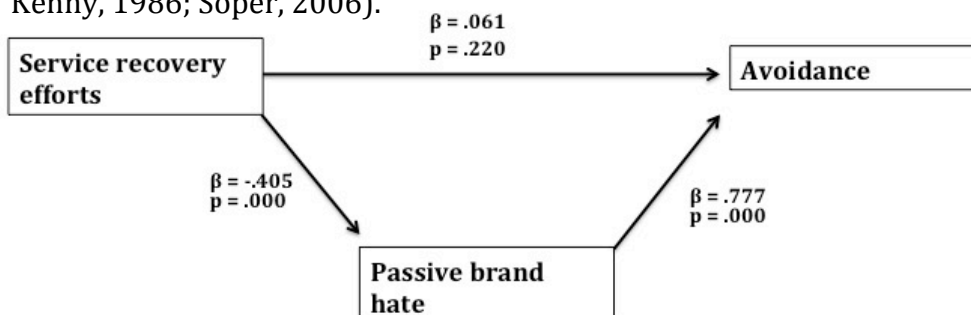 Kenny, 1986; Soper, 2006).
β = .061
p = .220
Service recovery
efforts
Avoidance
β = -.405
p = .000
β = .777
p = .000
Passive brand
hate